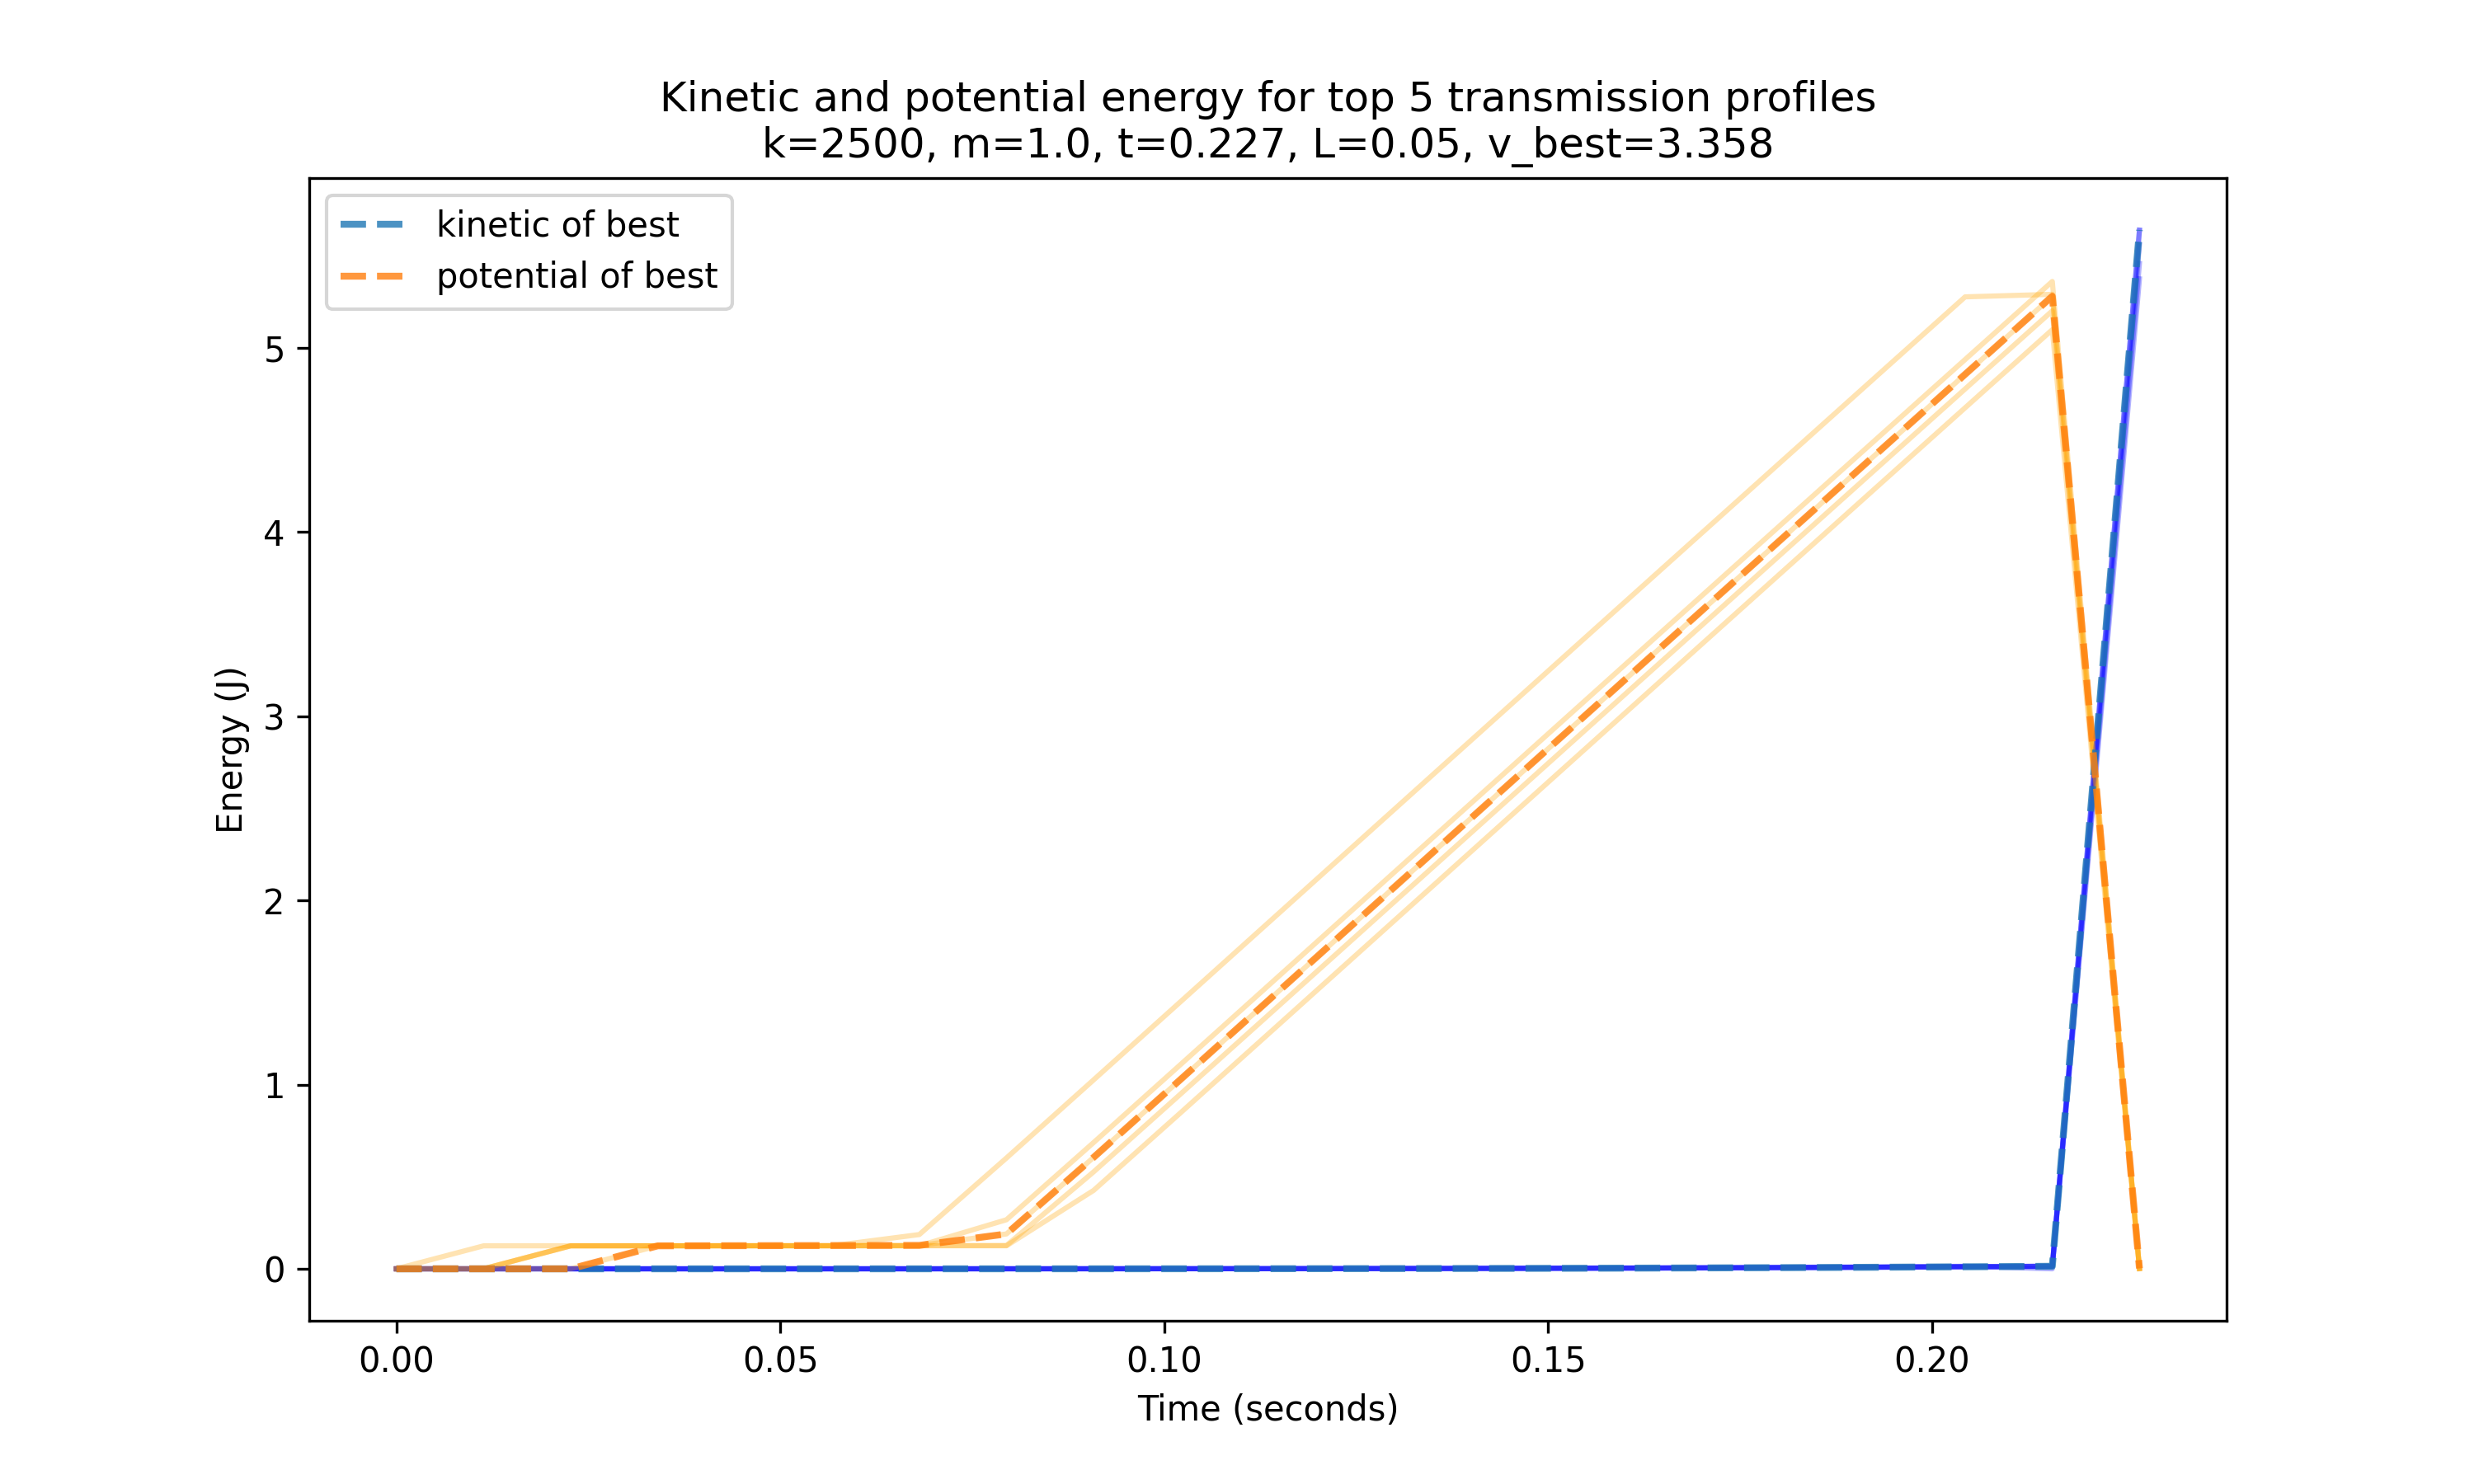 Kinetic and potential energy for top 5 transmission profiles
k=2500, m=1.0, t=0.227, L=0.05, v_best=3.358
kinetic of best
potential of best
5
4
3
2
1
0
Energy (J)
0.00 0.05 0.10 0.15 0.20
Time (seconds)